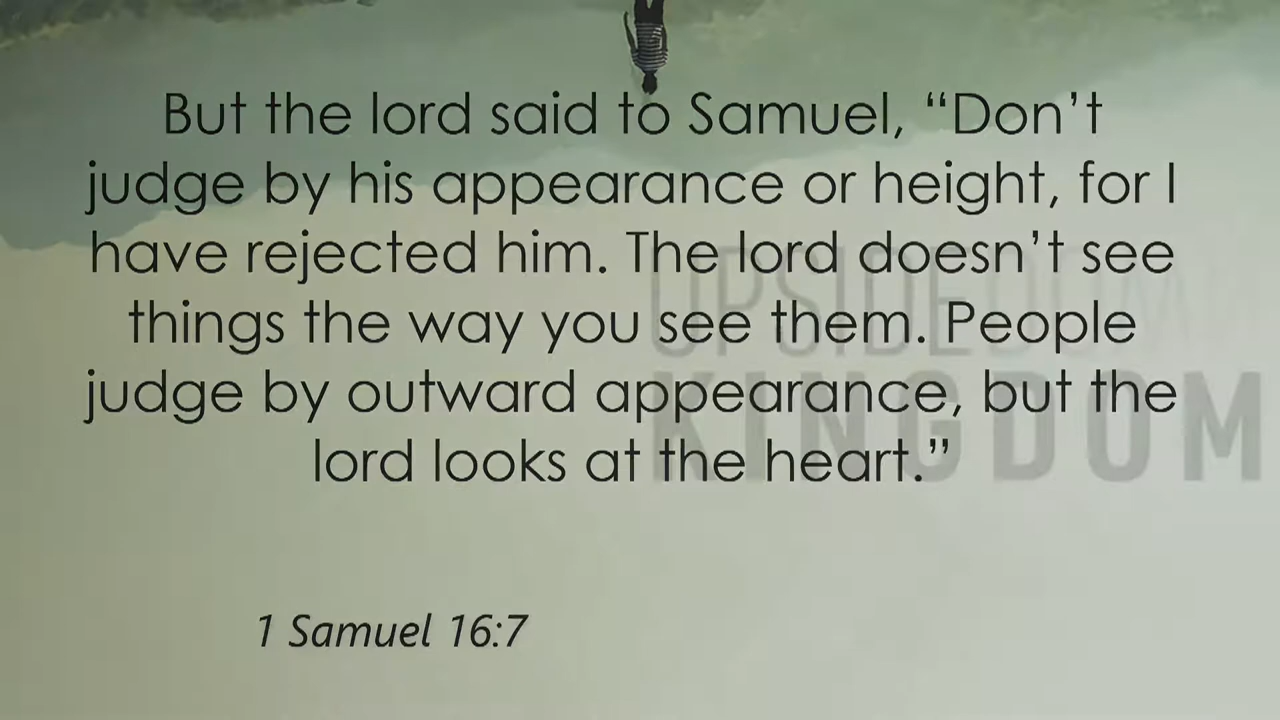 But the lord said to Samuel, “Don’t
judge by his appearance or height, for I
have rejected him. The lord doesn’t see
things the way you see them. People
judge by outward appearance, but the
lord looks at the heart.”
UPSIDEDOWN
KINGDOM
1 Samuel 16:7